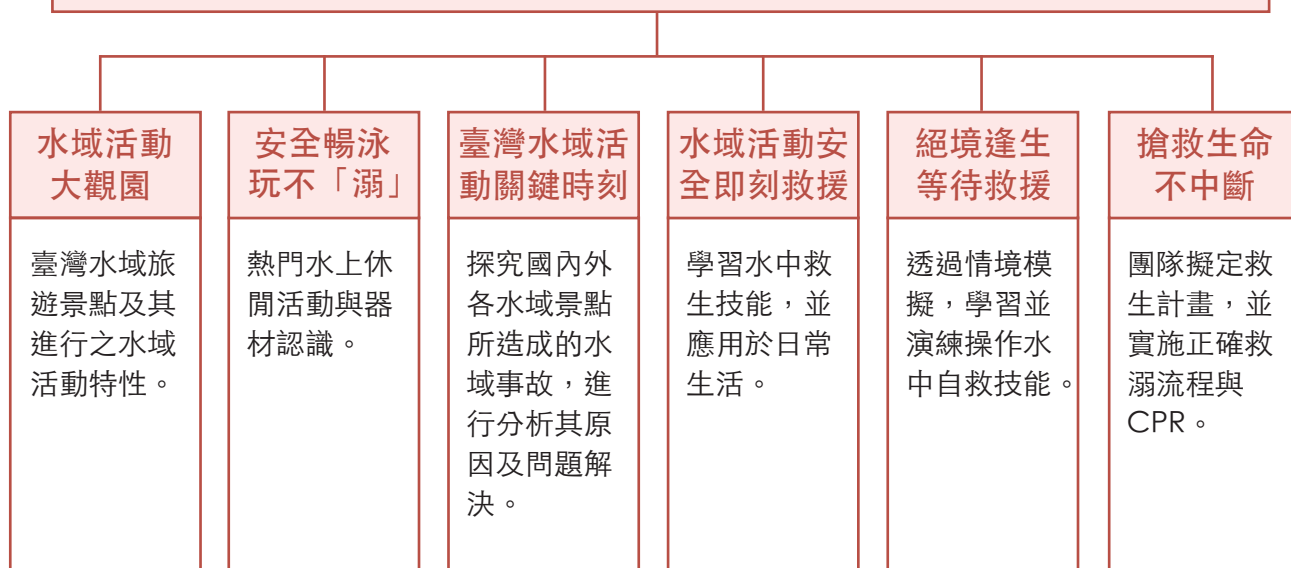 水域活動
大觀園
臺灣水域旅
遊景點及其
進行之水域
活動特性。
安全暢泳
玩不「溺」
熱門水上休
閒活動與器
材認識。
臺灣水域活
動關鍵時刻
探究國內外
各水域景點
所造成的水
域事故，進
行分析其原
因及問題解
決。
水域活動安
全即刻救援
學習水中救
生技能，並
應用於日常
生活。
絕境逢生
等待救援
透過情境模
擬，學習並
演練操作水
中自救技能。
搶救生命
不中斷
團隊擬定救
生計畫，並
實施正確救
溺流程與
CPR。